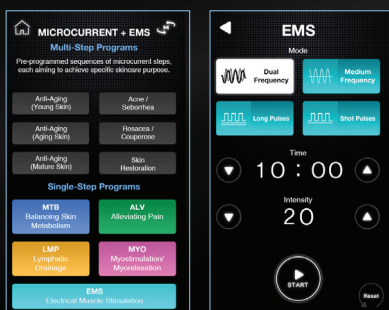 MICROCURRENT + EMS
Multi-Step Programs
Pre-programmed sequences of microcurrent steps,
each aiming to achieve specific skincare purpose.
Anti-Aging
(Young Skin)
Acne /
Seborrhea
Anti-Aging
(Aging Skin)
Rosacea /
Couperone
Anti-Aging
(Mature Skin)
Skin
Restoration
Single-Step Programs
MTB
Balancing Skin
Metabolism
ALV
Alleviating Pain
LMP
Lymphatic
Drainage
MYO
Myostimulation/
Myorelaxation
EMS
Electrical Muscle Stimulation
EMS
Mode
Dual
Frequency
Medium
Frequency
Long Pulses
Shot Pulses
Time
10 : 00
Intensity
20
START
Reset